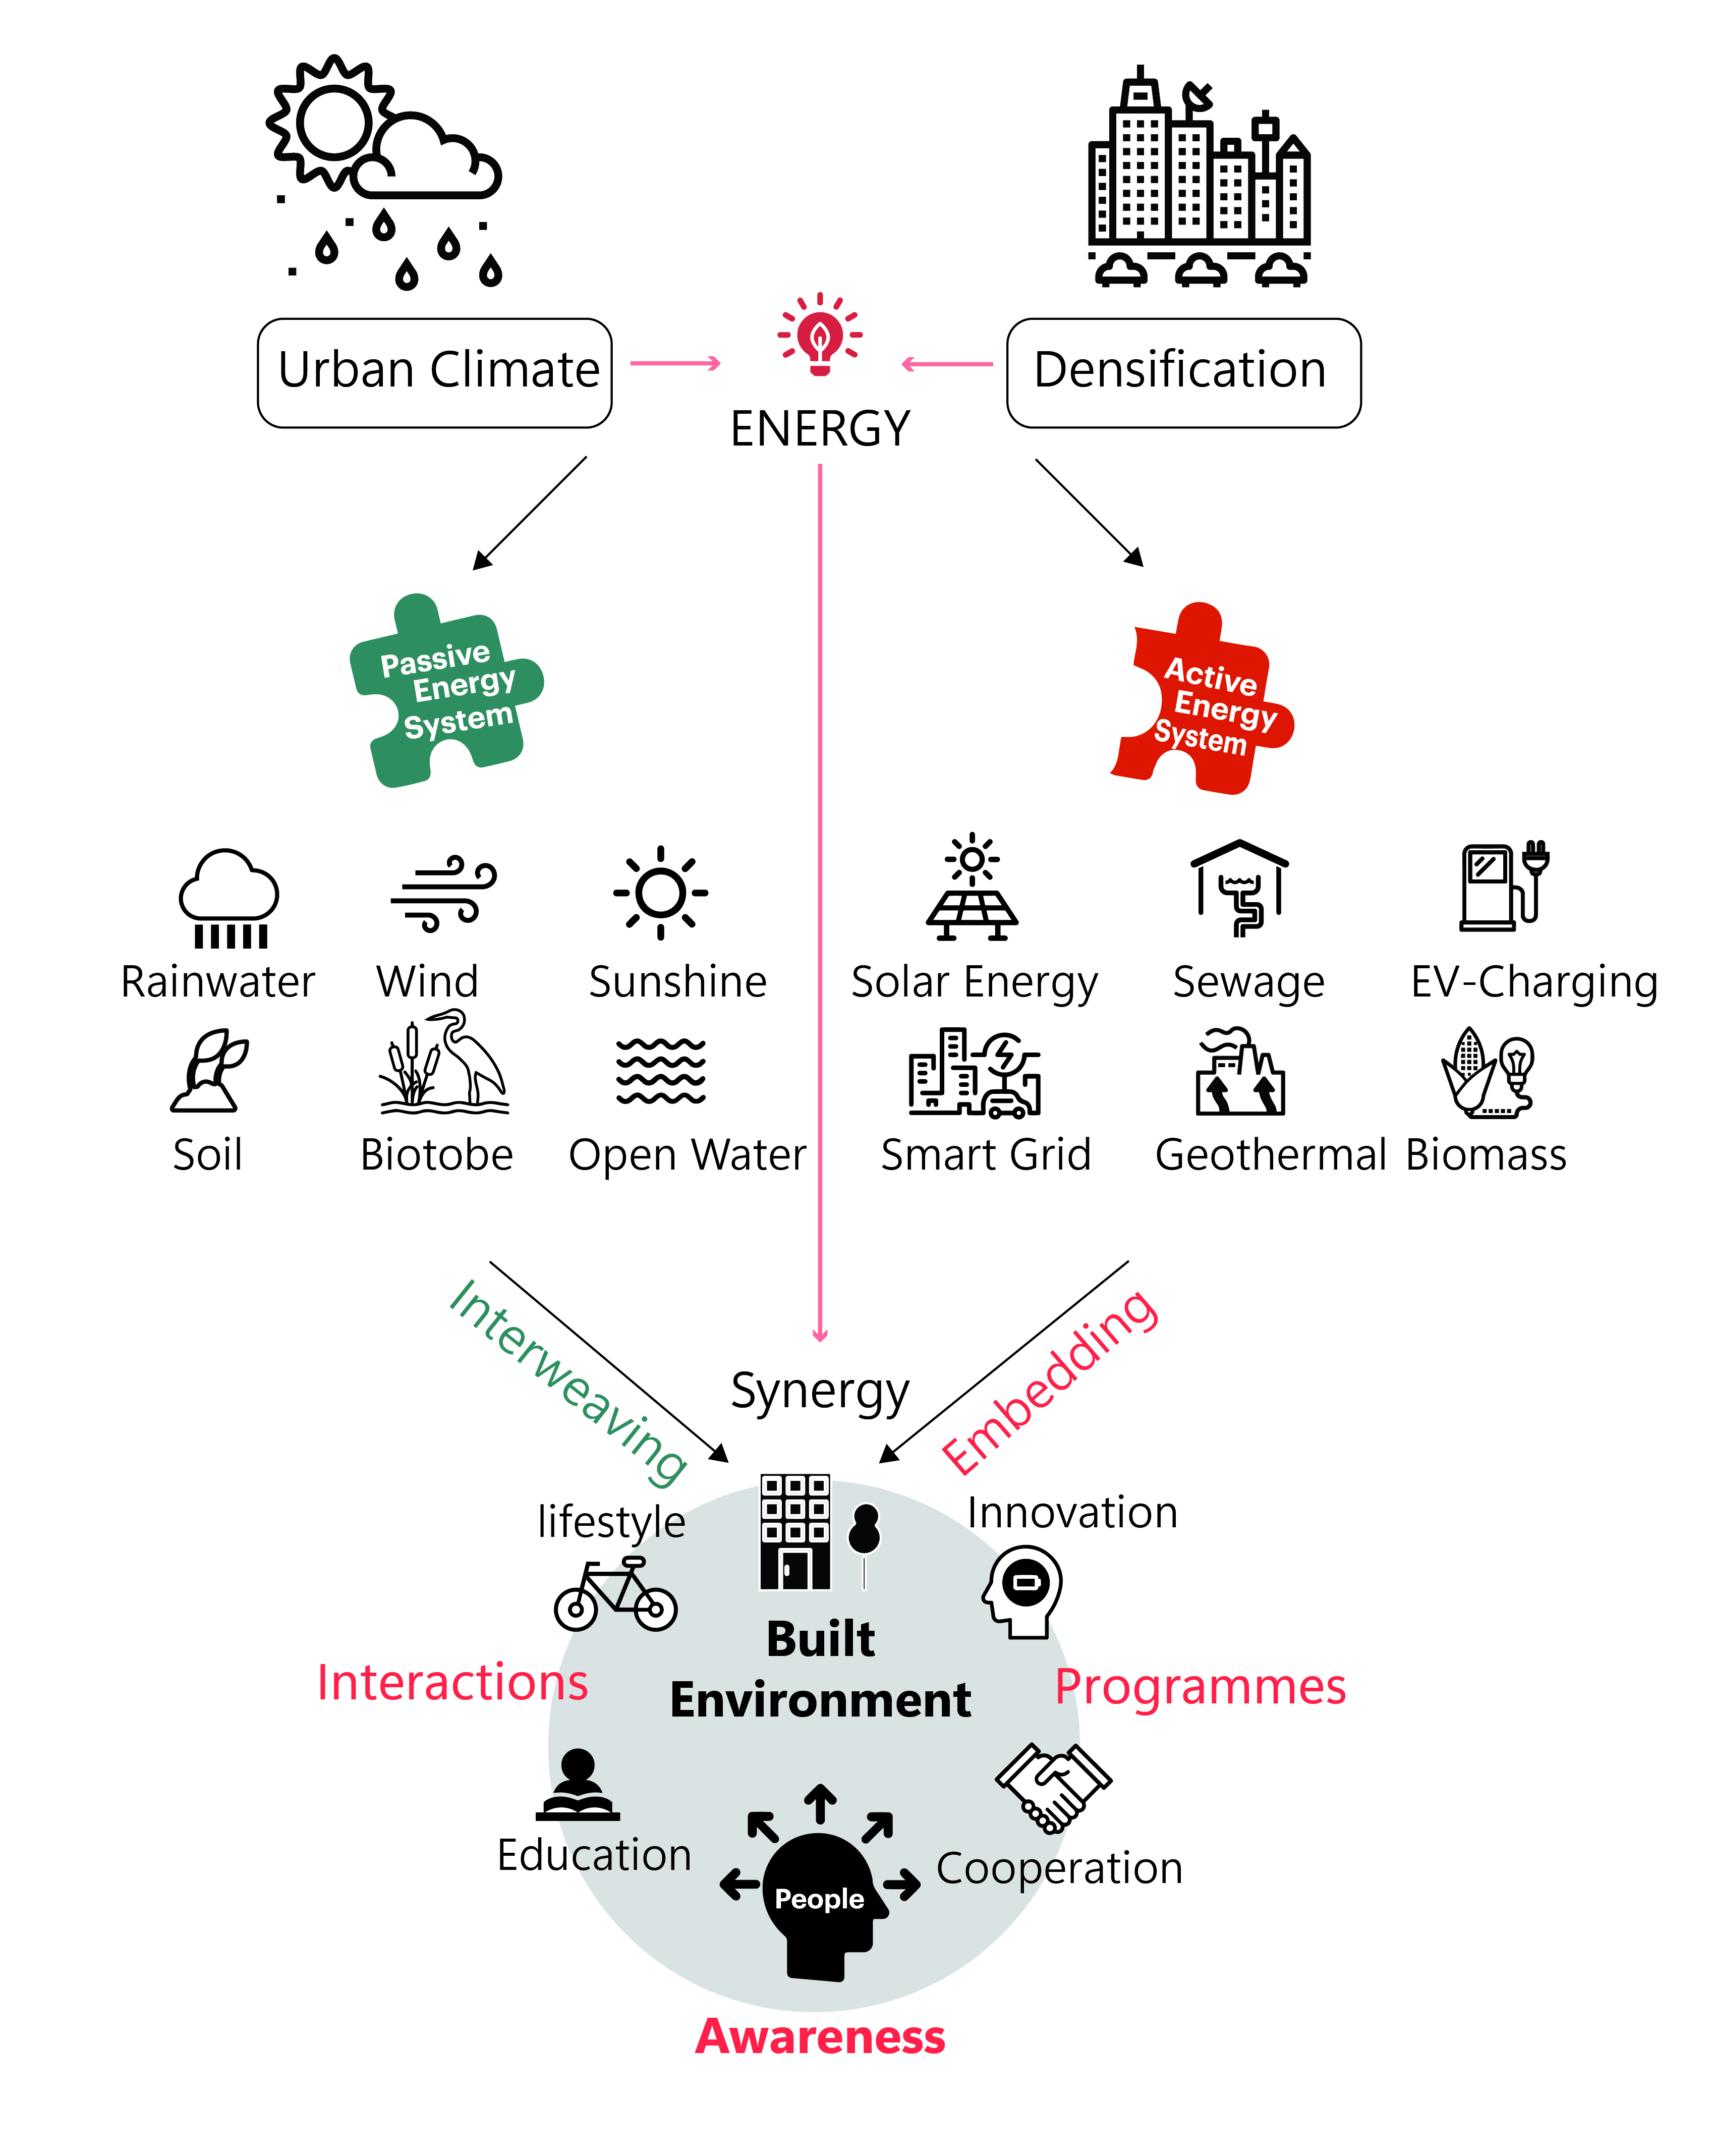 Urban Climate
Densification
ENERGY
Passive
Energy
System
Active
Energy
System
Rainwater
Wind
Sunshine
Solar Energy
Sewage
EV-Charging
Soil
Biotobe
Open Water
Smart Grid
Geothermal
Biomass
Interweaving
Synergy
Embedding
lifestyle
Innovation
Built
Environment
Interactions
Programmes
Education
Cooperation
People
Awareness